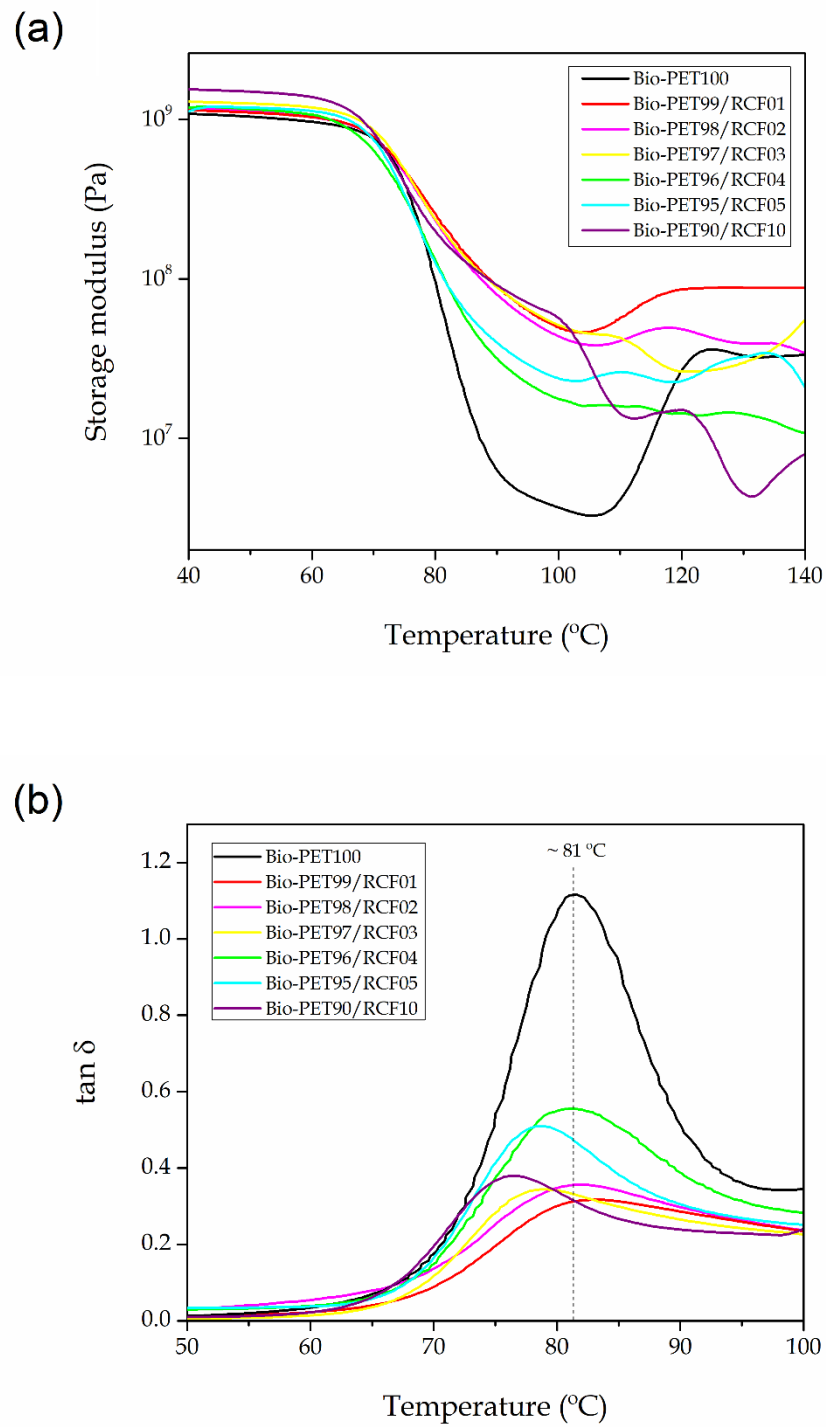 (a)
Storage modulus (Pa)
10⁹
10⁸
10⁷
Bio-PET100
Bio-PET99/RCF01
Bio-PET98/RCF02
Bio-PET97/RCF03
Bio-PET96/RCF04
Bio-PET95/RCF05
Bio-PET90/RCF10
40 60 80 100 120 140
Temperature (ºC)
(b)
tan δ
1.2
1.0
0.8
0.6
0.4
0.2
0.0
Bio-PET100
Bio-PET99/RCF01
Bio-PET98/RCF02
Bio-PET97/RCF03
Bio-PET96/RCF04
Bio-PET95/RCF05
Bio-PET90/RCF10
~ 81 ºC
50 60 70 80 90 100
Temperature (ºC)